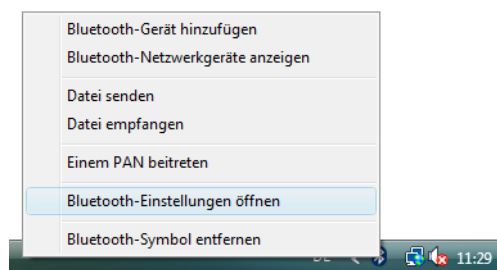 Bluetooth-Gerät hinzufügen
Bluetooth-Netzwerkgeräte anzeigen
Datei senden
Datei empfangen
Einem PAN beitreten
Bluetooth-Einstellungen öffnen
Bluetooth-Symbol entfernen
DE
11:29